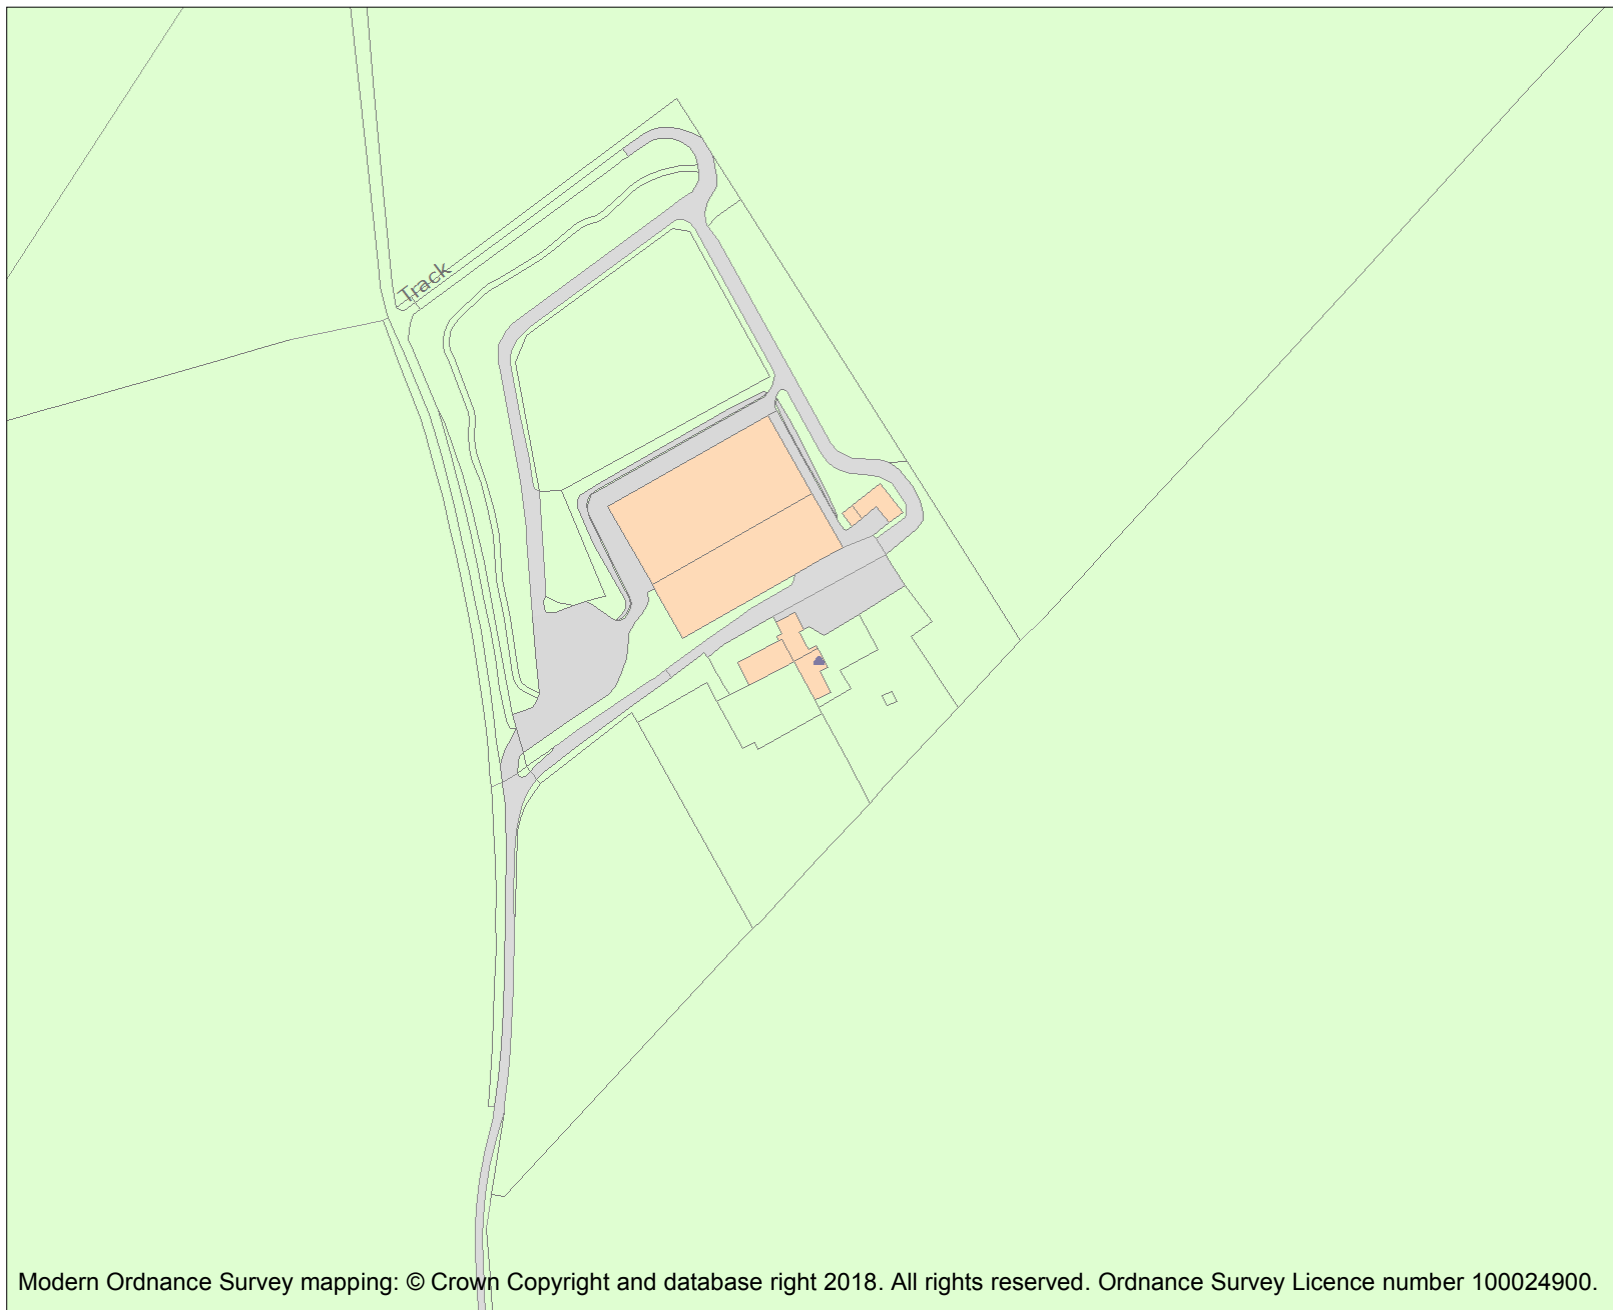 Track
Modern Ordnance Survey mapping: © Crown Copyright and database right 2018. All rights reserved. Ordnance Survey Licence number 100024900.